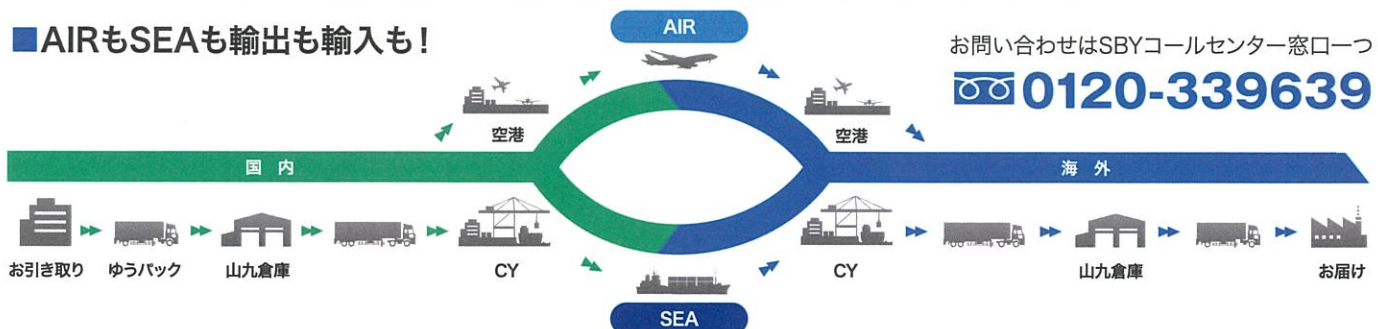 ■AIRもSEAも輸出も輸入も!
AIR
お問い合わせはSBYコールセンター窓口一つ
0120-339639
空港
空港
国内
海外
お引き取り
ゆうパック
山九倉庫
CY
CY
山九倉庫
お届け
SEA